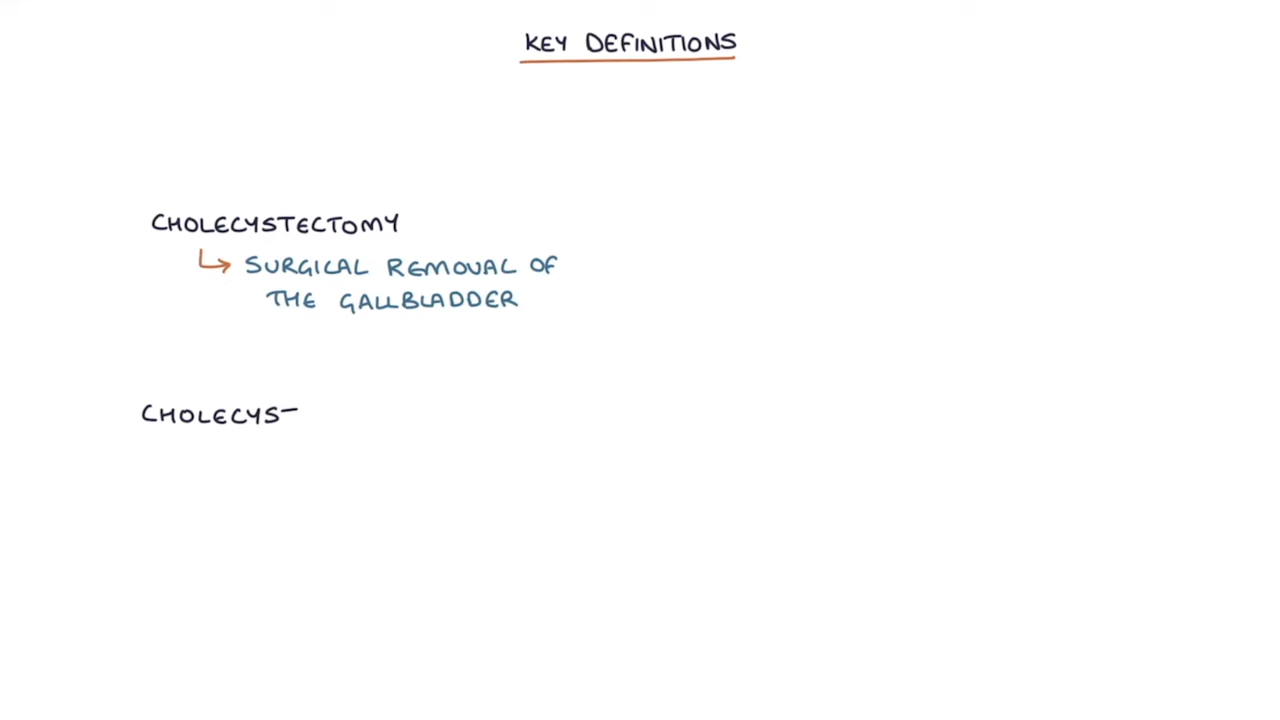 KEY DEFINITIONS
CHOLECYSTECTOMY
↳ SURGICAL REMOVAL OF
THE GALLBLADDER
CHOLECYS-